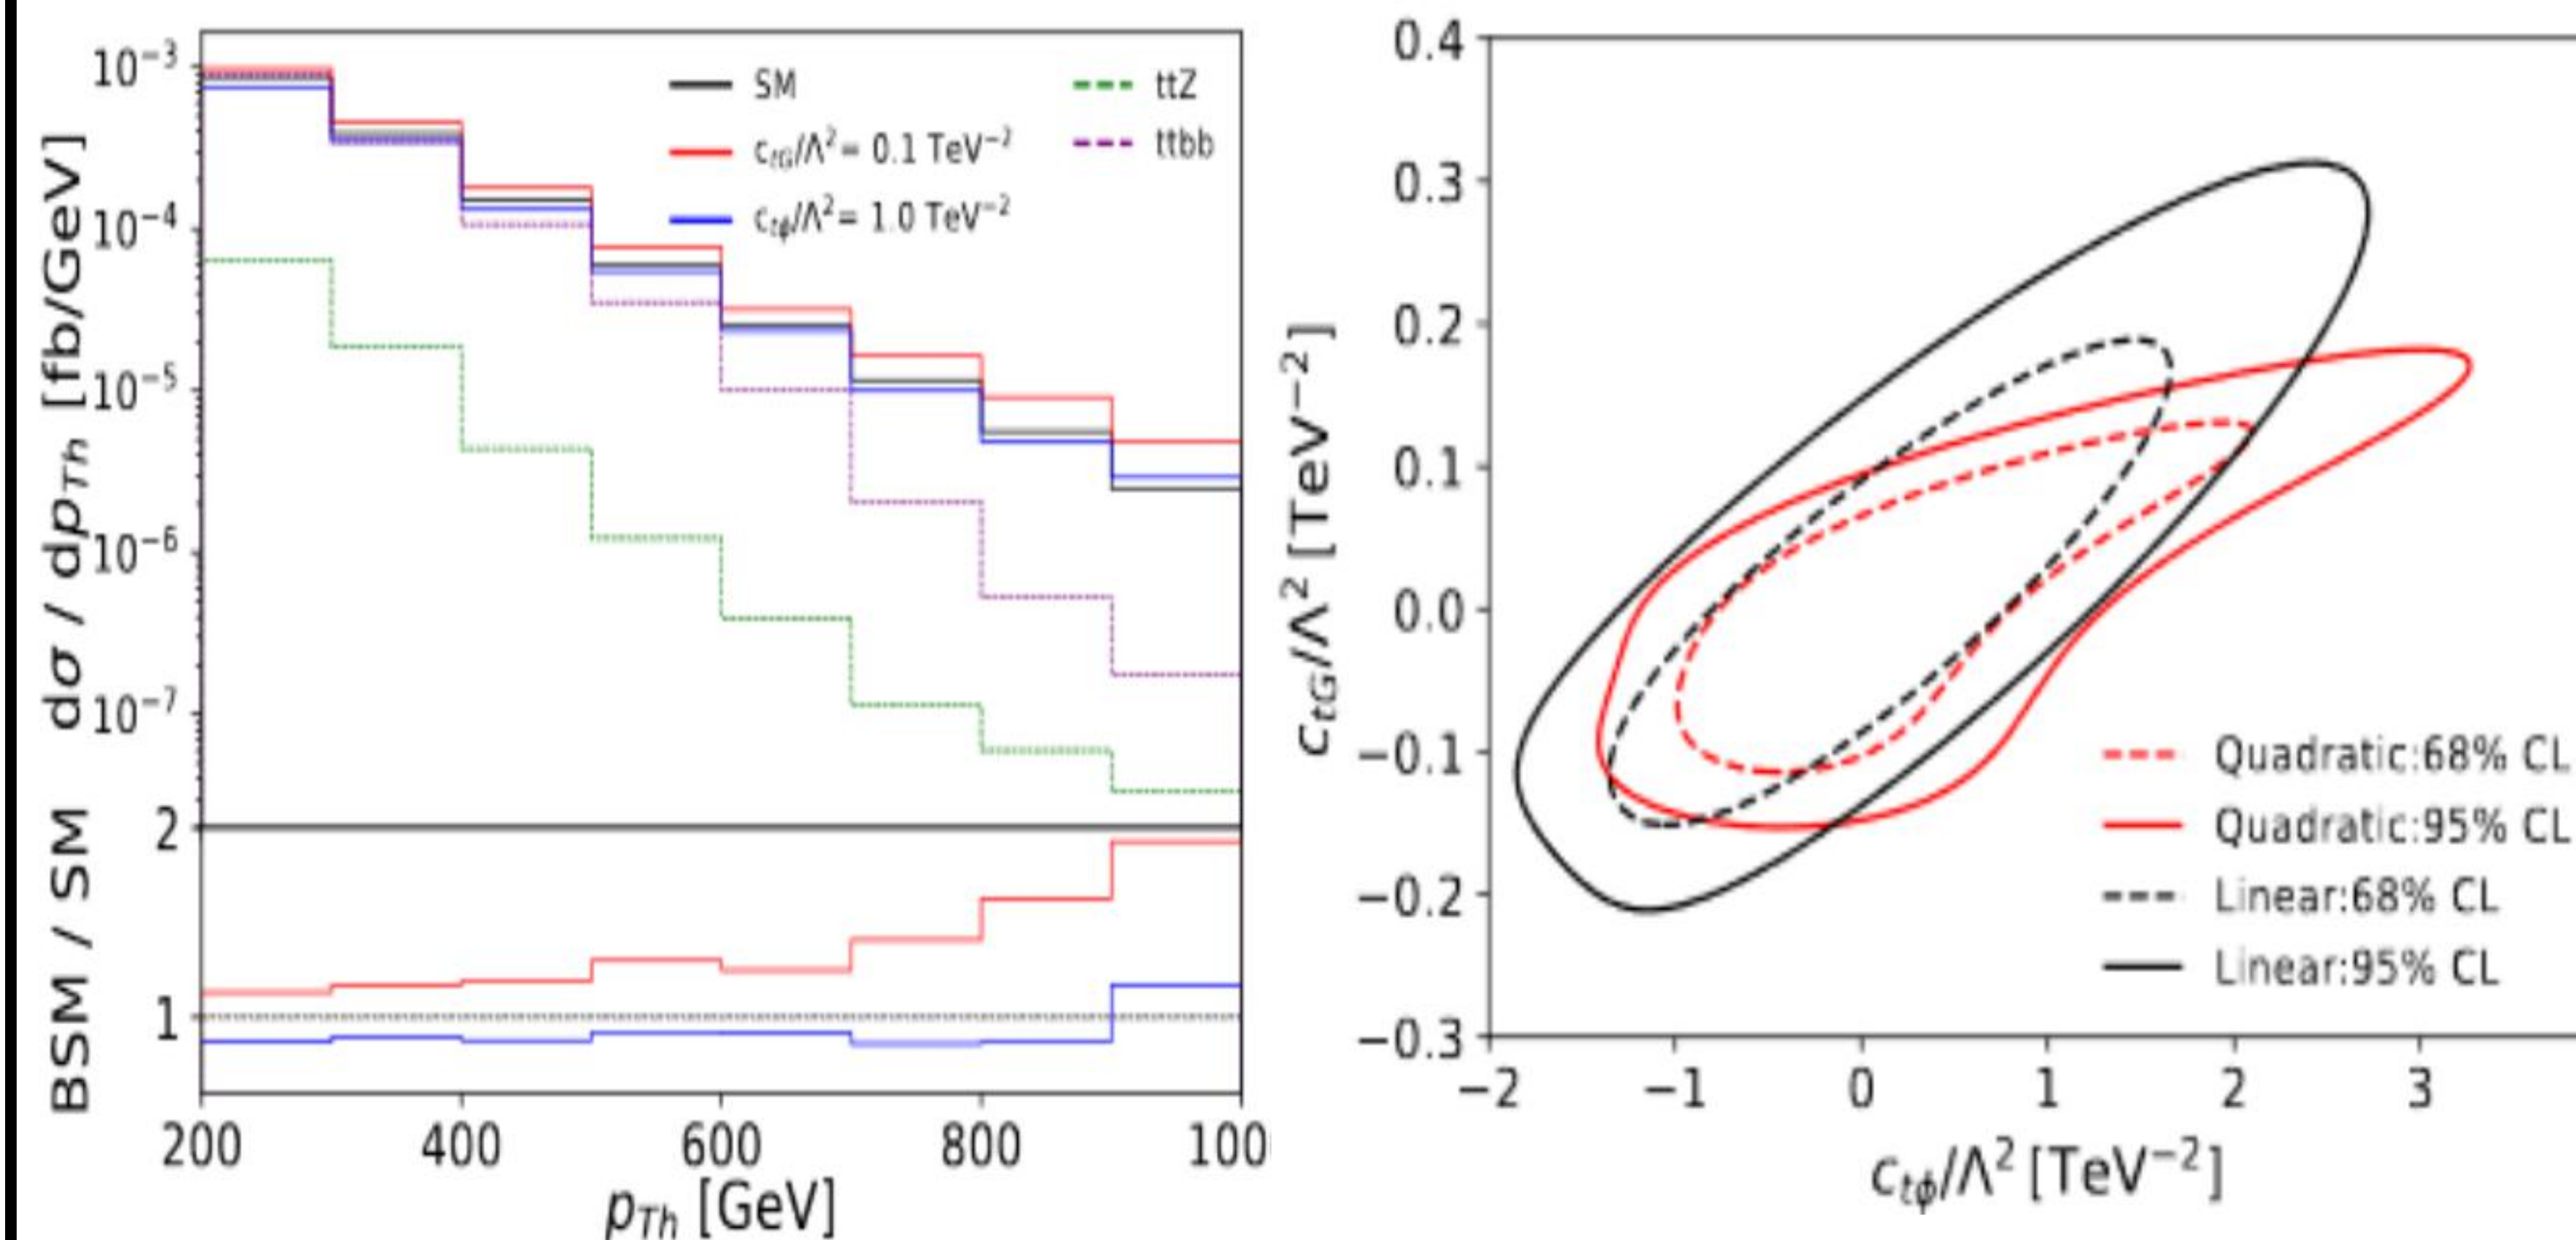 10⁻³
10⁻⁴
10⁻⁵
10⁻⁶
10⁻⁷
dσ / dp_Th [fb/GeV]
SM
c_tG/Λ²= 0.1 TeV⁻²
c_tϕ/Λ²= 1.0 TeV⁻²
ttZ
ttbb
2
1
BSM / SM
200 400 600 800 100
p_Th [GeV]
0.4
0.3
0.2
0.1
0.0
−0.1
−0.2
−0.3
c_tG/Λ² [TeV⁻²]
Quadratic:68% CL
Quadratic:95% CL
Linear:68% CL
Linear:95% CL
−2 −1 0 1 2 3
c_tϕ/Λ² [TeV⁻²]